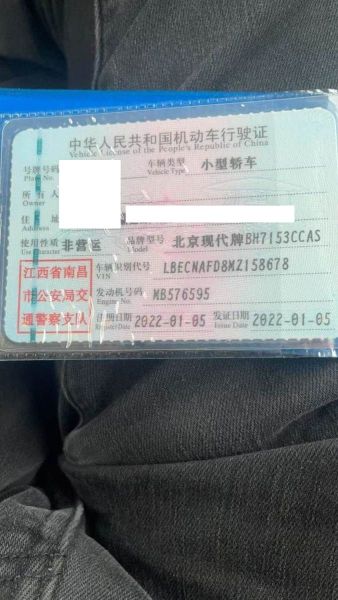 中华人民共和国机动车行驶证
Vehicle License of the People's Republic of China
号牌号码 车辆类型 小型轿车
Plate No. Vehicle Type
所有人
Owner
住址
Address
使用性质 非营运 品牌型号 北京现代牌BH7153CCAS
Use Character Model
江西省南昌市公安局交通警察支队
车辆识别代号 LBECNAFD8MZ158678
VIN
发动机号码 MB576595
Engine No.
注册日期 2022-01-05 发证日期 2022-01-05
Register Date Issue Date